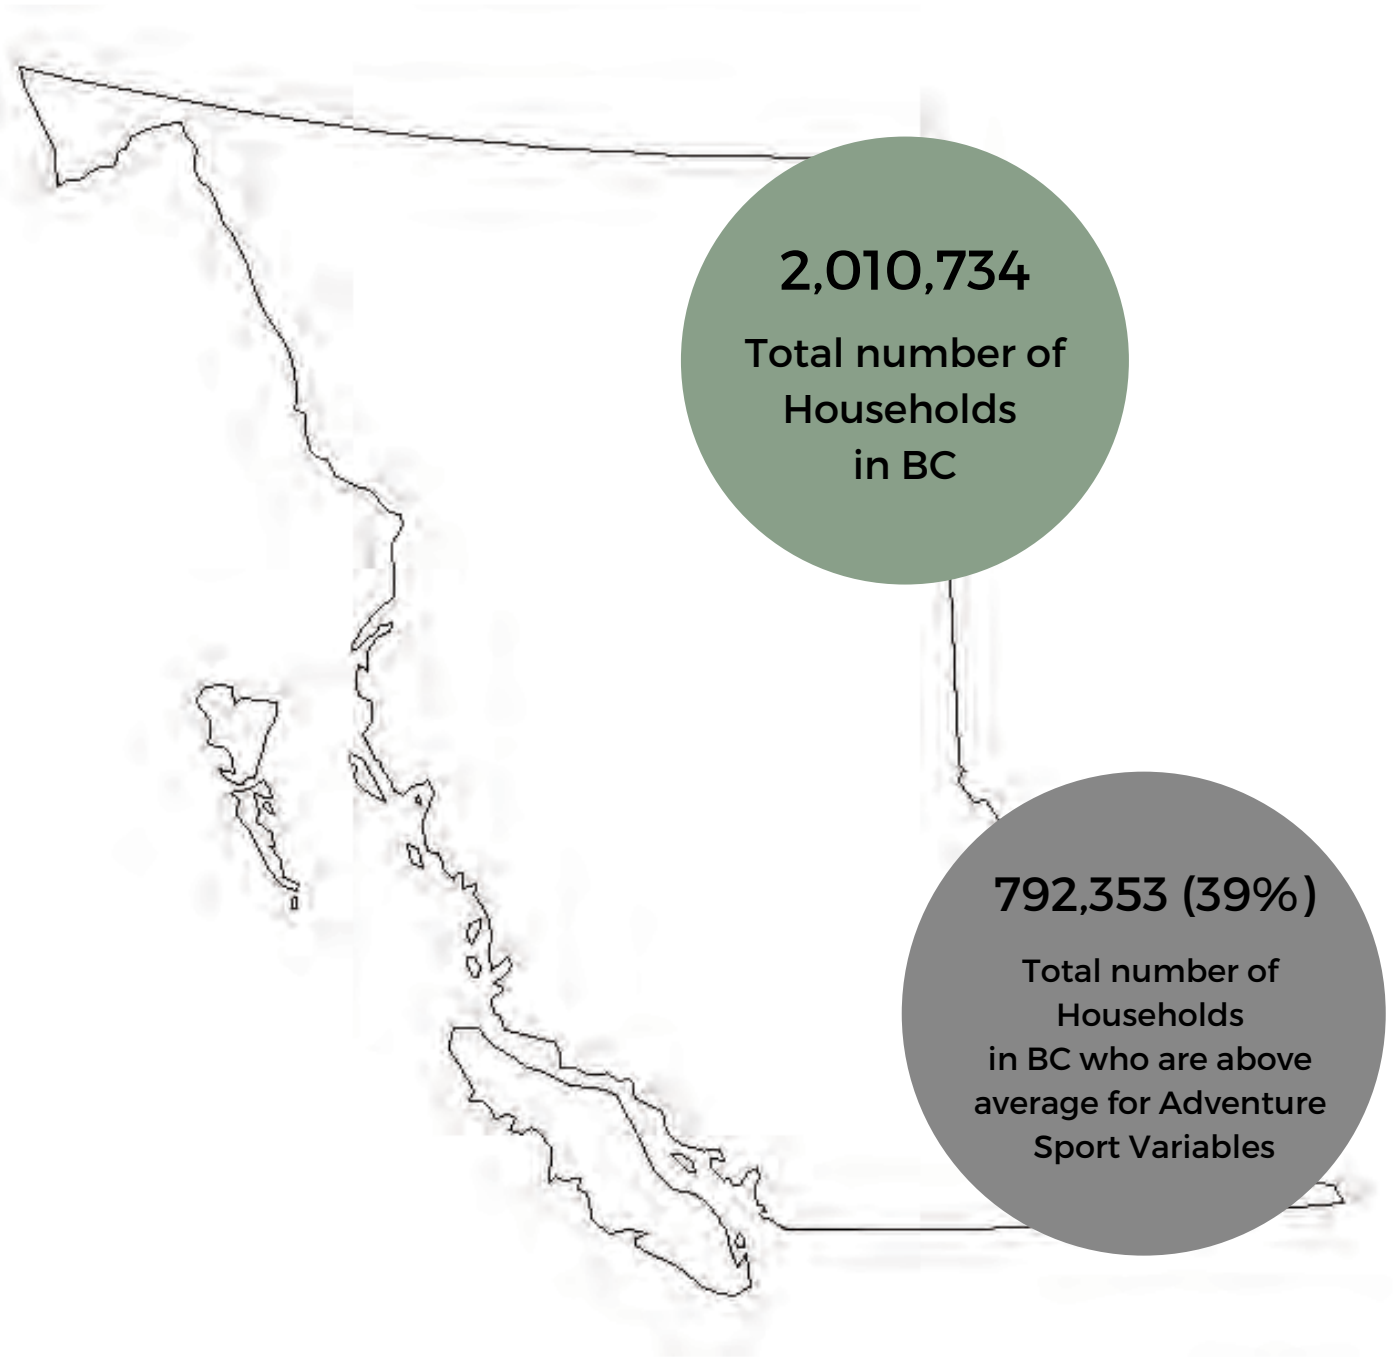 2,010,734
Total number of
Households
in BC
792,353 (39%)
Total number of
Households
in BC who are above
average for Adventure
Sport Variables